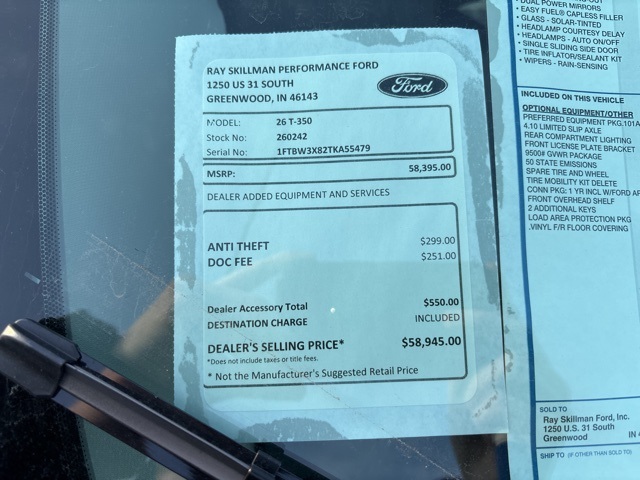 RAY SKILLMAN PERFORMANCE FORD
1250 US 31 SOUTH
GREENWOOD, IN 46143
Ford
MODEL: 26 T-350
Stock No: 260242
Serial No: 1FTBW3X82TKA55479
MSRP: 58,395.00
DEALER ADDED EQUIPMENT AND SERVICES
ANTI THEFT $299.00
DOC FEE $251.00
Dealer Accessory Total $550.00
DESTINATION CHARGE INCLUDED
DEALER'S SELLING PRICE* $58,945.00
*Does not include taxes or title fees.
* Not the Manufacturer's Suggested Retail Price
• DUAL POWER MIRRORS
• EASY FUEL® CAPLESS FILLER
• GLASS - SOLAR-TINTED
• HEADLAMP COURTESY DELAY
• HEADLAMPS - AUTO ON/OFF
• SINGLE SLIDING SIDE DOOR
• TIRE INFLATOR/SEALANT KIT
• WIPERS - RAIN-SENSING
INCLUDED ON THIS VEHICLE
OPTIONAL EQUIPMENT/OTHER
PREFERRED EQUIPMENT PKG.101A
4.10 LIMITED SLIP AXLE
REAR COMPARTMENT LIGHTING
FRONT LICENSE PLATE BRACKET
9500# GVWR PACKAGE
50 STATE EMISSIONS
SPARE TIRE AND WHEEL
TIRE MOBILITY KIT DELETE
CONN PKG: 1 YR INCL W/FORD
FRONT OVERHEAD SHELF
2 ADDITIONAL KEYS
LOAD AREA PROTECTION PKG
.VINYL F/R FLOOR COVERING
SOLD TO
Ray Skillman Ford, Inc.
1250 U.S. 31 South
Greenwood IN
SHIP TO (IF OTHER THAN SOLD TO)